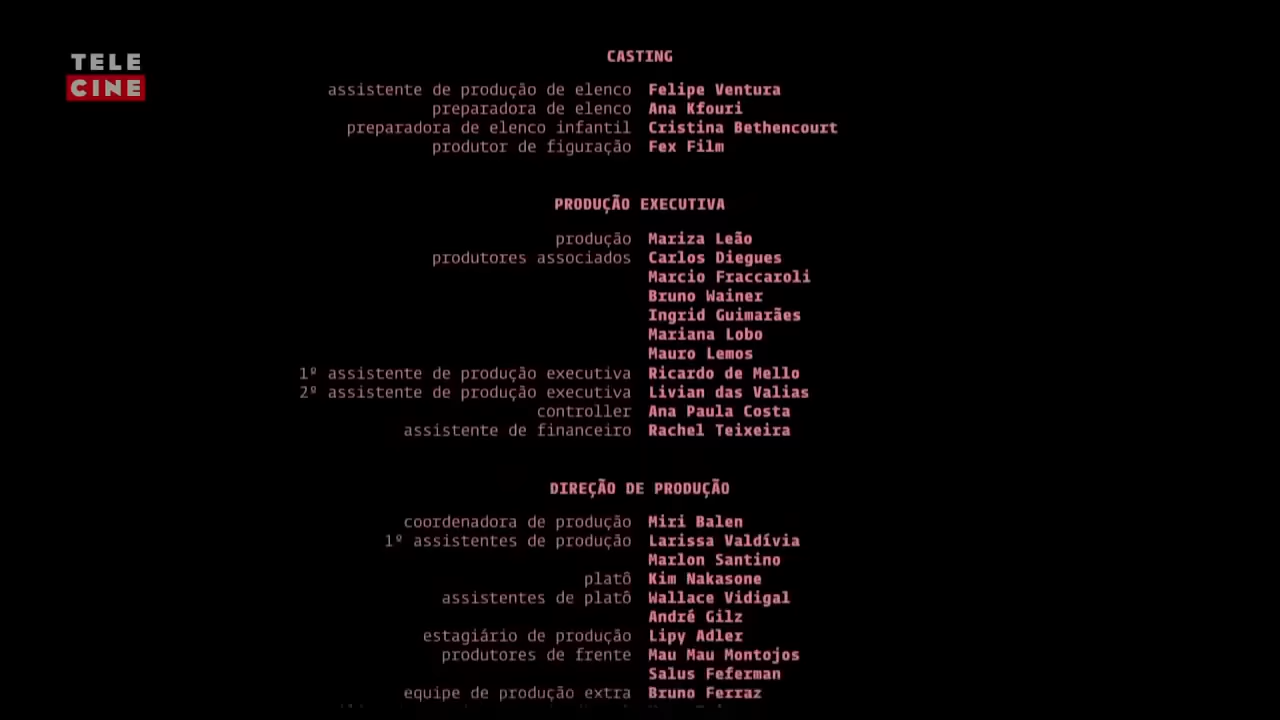 TELE
CINE
CASTING
assistente de produção de elenco Felipe Ventura
preparadora de elenco Ana Kfouri
preparadora de elenco infantil Cristina Bethencourt
produtor de figuração Fex Film
PRODUÇÃO EXECUTIVA
produção Mariza Leão
produtores associados Carlos Diegues
Marcio Fraccaroli
Bruno Wainer
Ingrid Guimarães
Mariana Lobo
Mauro Lemos
1º assistente de produção executiva Ricardo de Mello
2º assistente de produção executiva Livian das Valias
controller Ana Paula Costa
assistente de financeiro Rachel Teixeira
DIREÇÃO DE PRODUÇÃO
coordenadora de produção Miri Balen
1º assistentes de produção Larissa Valdívia
Marlon Santino
platô Kim Nakasone
assistentes de platô Wallace Vidigal
André Gilz
estagiário de produção Lipy Adler
produtores de frente Mau Mau Montojos
Salus Feferman
equipe de produção extra Bruno Ferraz